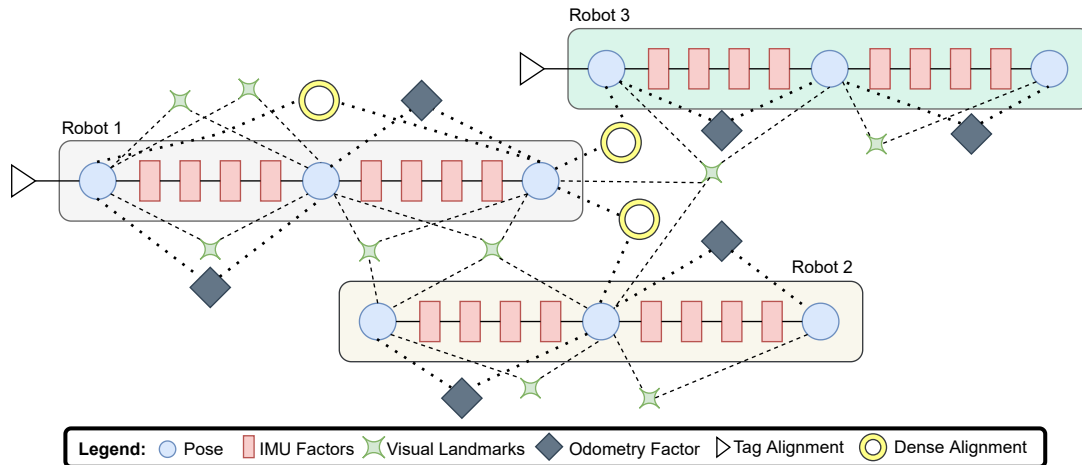 Robot 3
Robot 1
Robot 2
Legend: Pose IMU Factors Visual Landmarks Odometry Factor Tag Alignment Dense Alignment